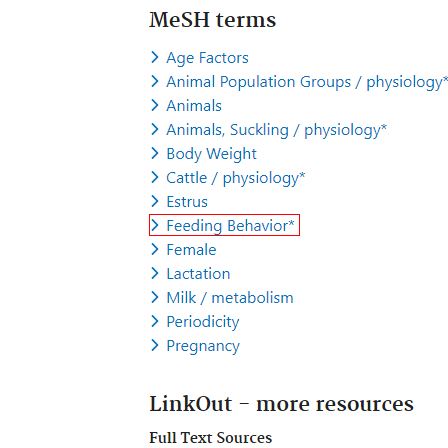 MeSH terms
Age Factors
Animal Population Groups / physiology*
Animals
Animals, Suckling / physiology*
Body Weight
Cattle / physiology*
Estrus
Feeding Behavior*
Female
Lactation
Milk / metabolism
Periodicity
Pregnancy
LinkOut – more resources
Full Text Sources